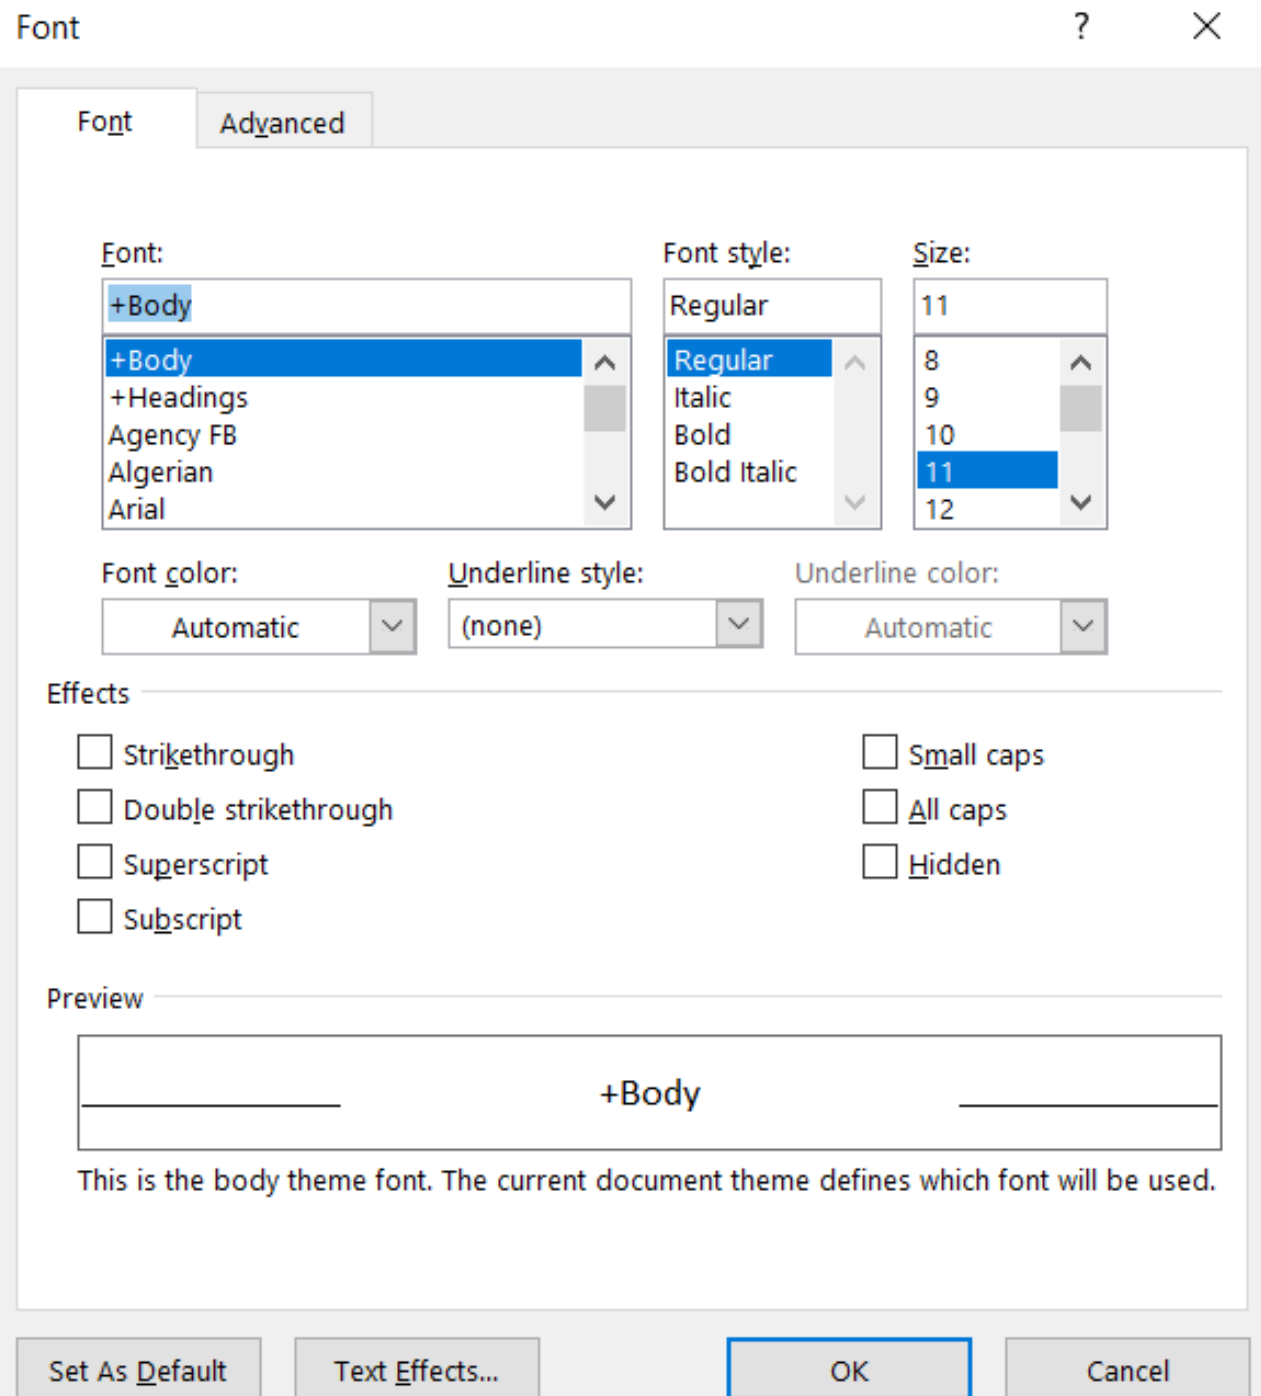 Font ?
Font Advanced
Font: Font style: Size:
+Body Regular 11
+Body Regular 8
+Headings Italic 9
Agency FB Bold 10
Algerian Bold Italic 11
Arial 12
Font color: Underline style: Underline color:
Automatic (none) Automatic
Effects
Strikethrough Small caps
Double strikethrough All caps
Superscript Hidden
Subscript
Preview
+Body
This is the body theme font. The current document theme defines which font will be used.
Set As Default Text Effects... OK Cancel